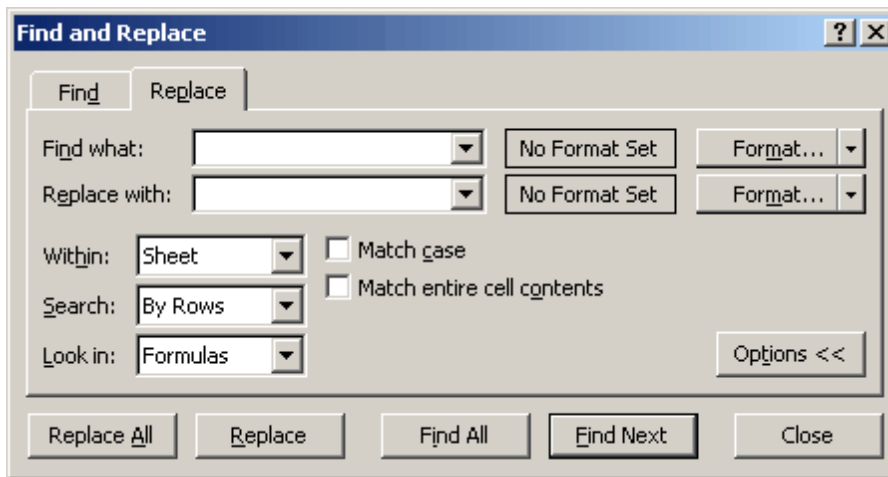 Find and Replace
Find Replace
Find what: No Format Set Format...
Replace with: No Format Set Format...
Within: Sheet Match case
Match entire cell contents
Search: By Rows
Look in: Formulas Options <<
Replace All Replace Find All Find Next Close